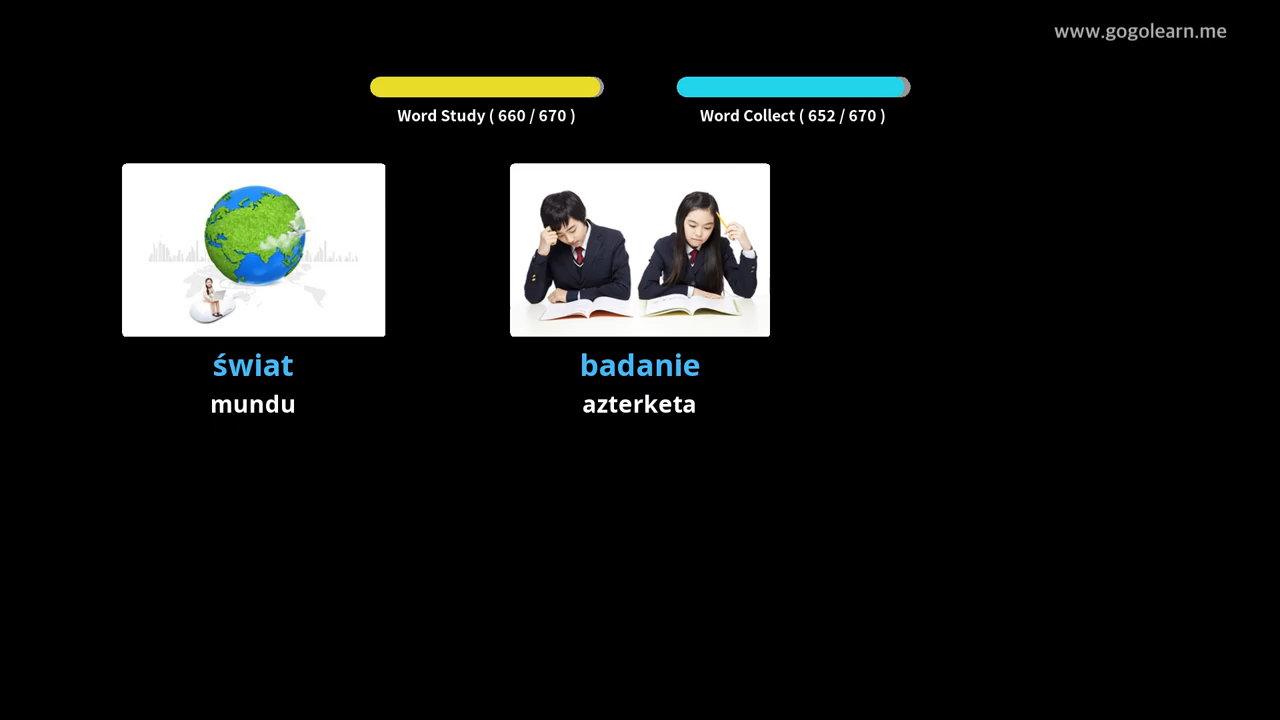 www.gogolearn.me
Word Study ( 660 / 670 )
Word Collect ( 652 / 670 )
świat
mundu
badanie
azterketa